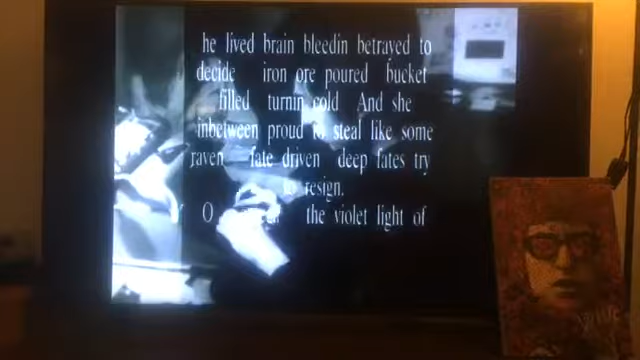 he lived brain bleedin betrayed to
decide iron ore poured bucket
filled turnin cold And she
inbetween proud to steal like some
raven fate driven deep fates try
to resign.
O the violet light of